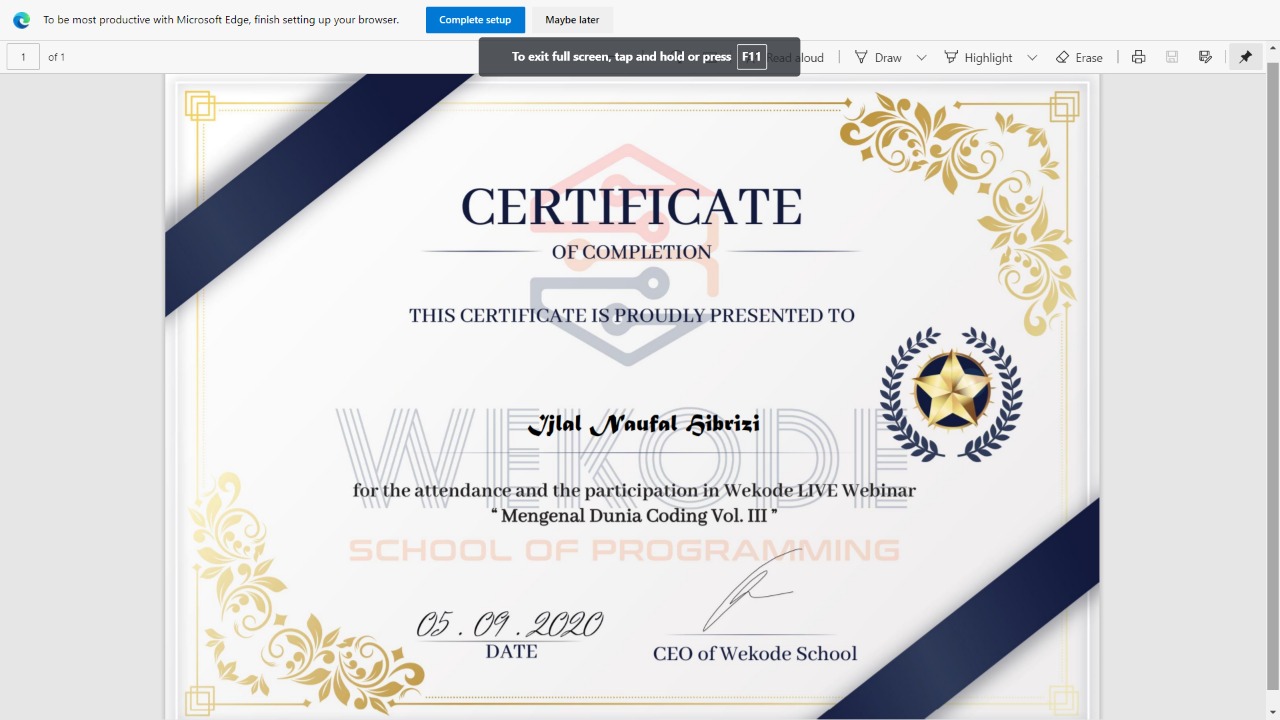 To be most productive with Microsoft Edge, finish setting up your browser. Complete setup Maybe later
1 of 1 Read aloud Draw Highlight Erase
To exit full screen, tap and hold or press F11
CERTIFICATE
OF COMPLETION
THIS CERTIFICATE IS PROUDLY PRESENTED TO
Ijlal Naufal Hibrizi
WEKODE
for the attendance and the participation in Wekode LIVE Webinar
“ Mengenal Dunia Coding Vol. III ”
SCHOOL OF PROGRAMMING
05 . 09 . 2020
DATE
CEO of Wekode School